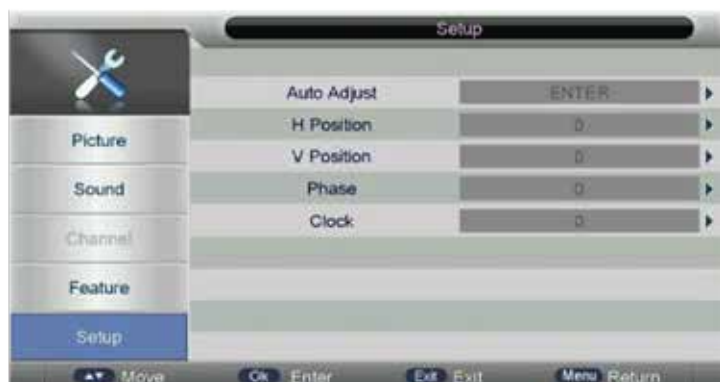 Setup
Auto Adjust ENTER
H Position 0
V Position 0
Phase 0
Clock 0
Picture
Sound
Channel
Feature
Setup
▲▼ Move Ok Enter Exit Exit Menu Return